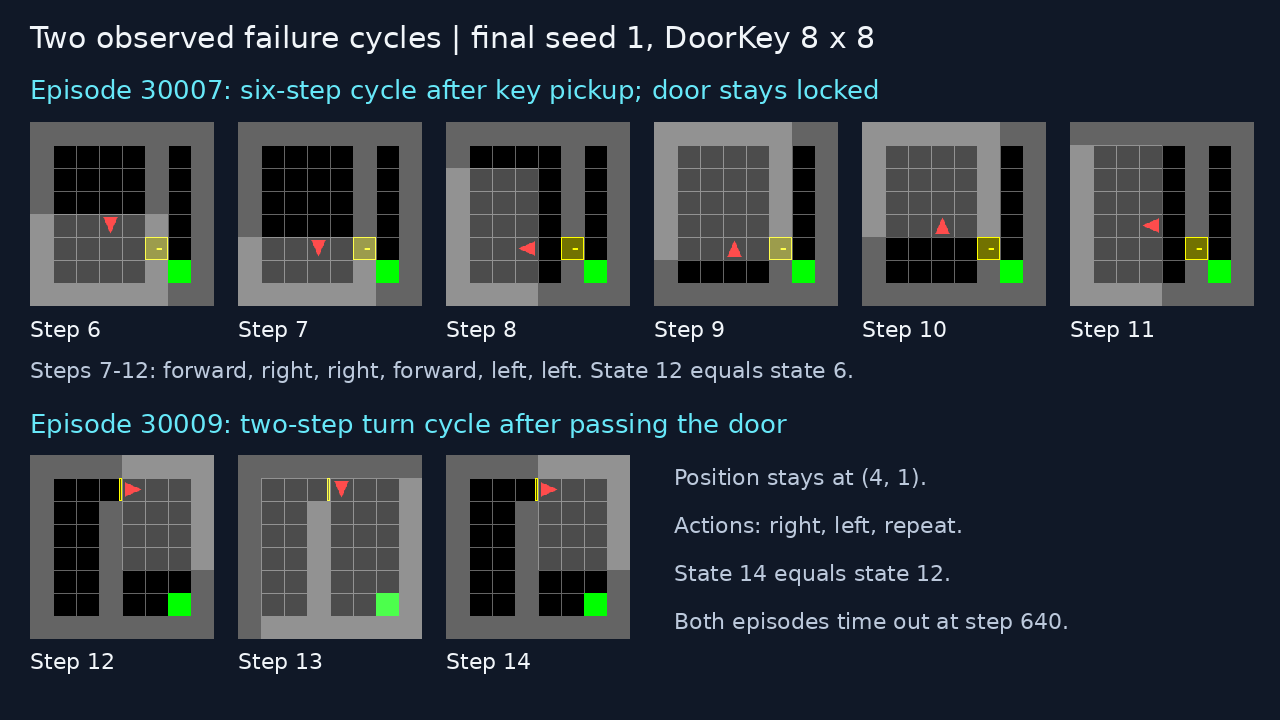 Two observed failure cycles | final seed 1, DoorKey 8 x 8
Episode 30007: six-step cycle after key pickup; door stays locked
Step 6
Step 7
Step 8
Step 9
Step 10
Step 11
Steps 7-12: forward, right, right, forward, left, left. State 12 equals state 6.
Episode 30009: two-step turn cycle after passing the door
Position stays at (4, 1).
Actions: right, left, repeat.
State 14 equals state 12.
Both episodes time out at step 640.
Step 12
Step 13
Step 14